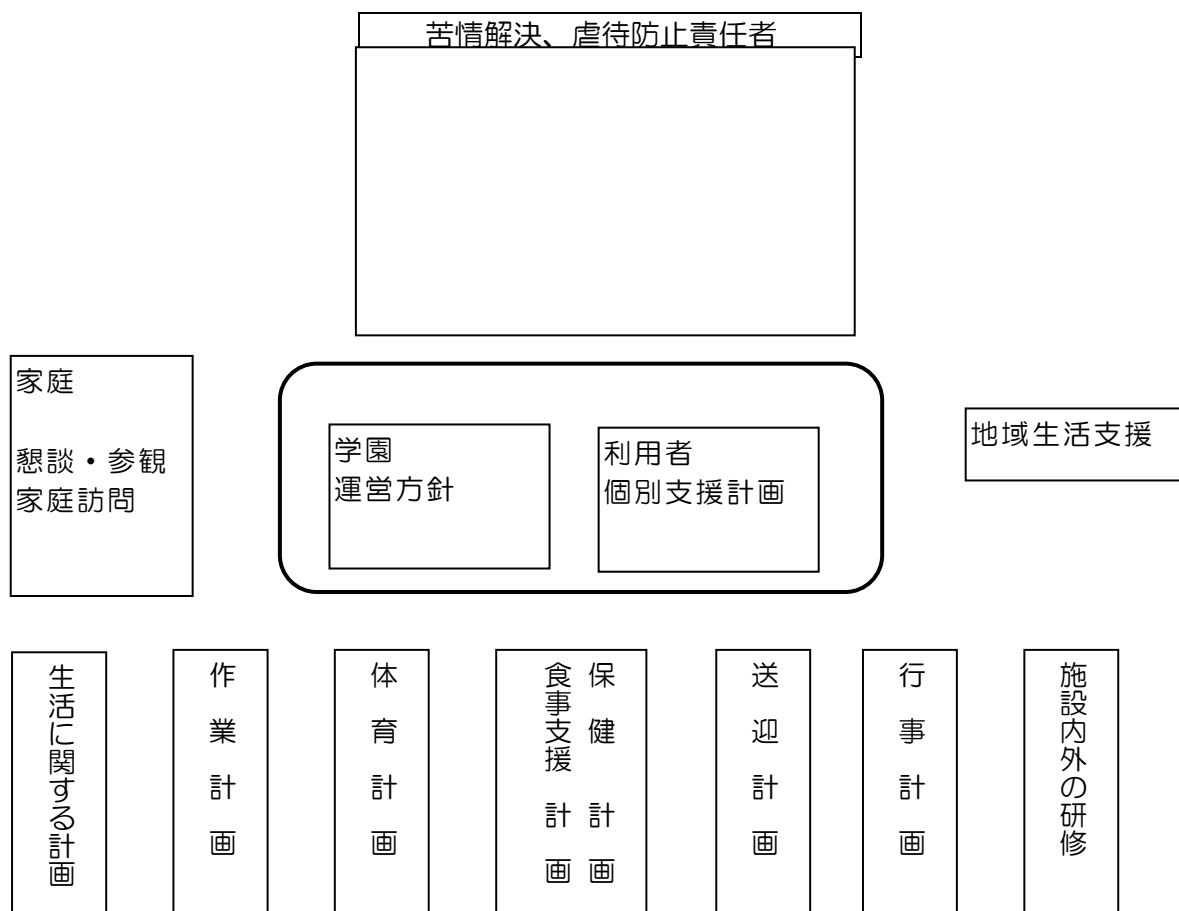 苦情解決、虐待防止責任者
家庭
懇談・参観
家庭訪問
学園
運営方針
利用者
個別支援計画
地域生活支援
生活に関する計画
作業計画
体育計画
保健計画
食事支援計画
送迎計画
行事計画
施設内外の研修